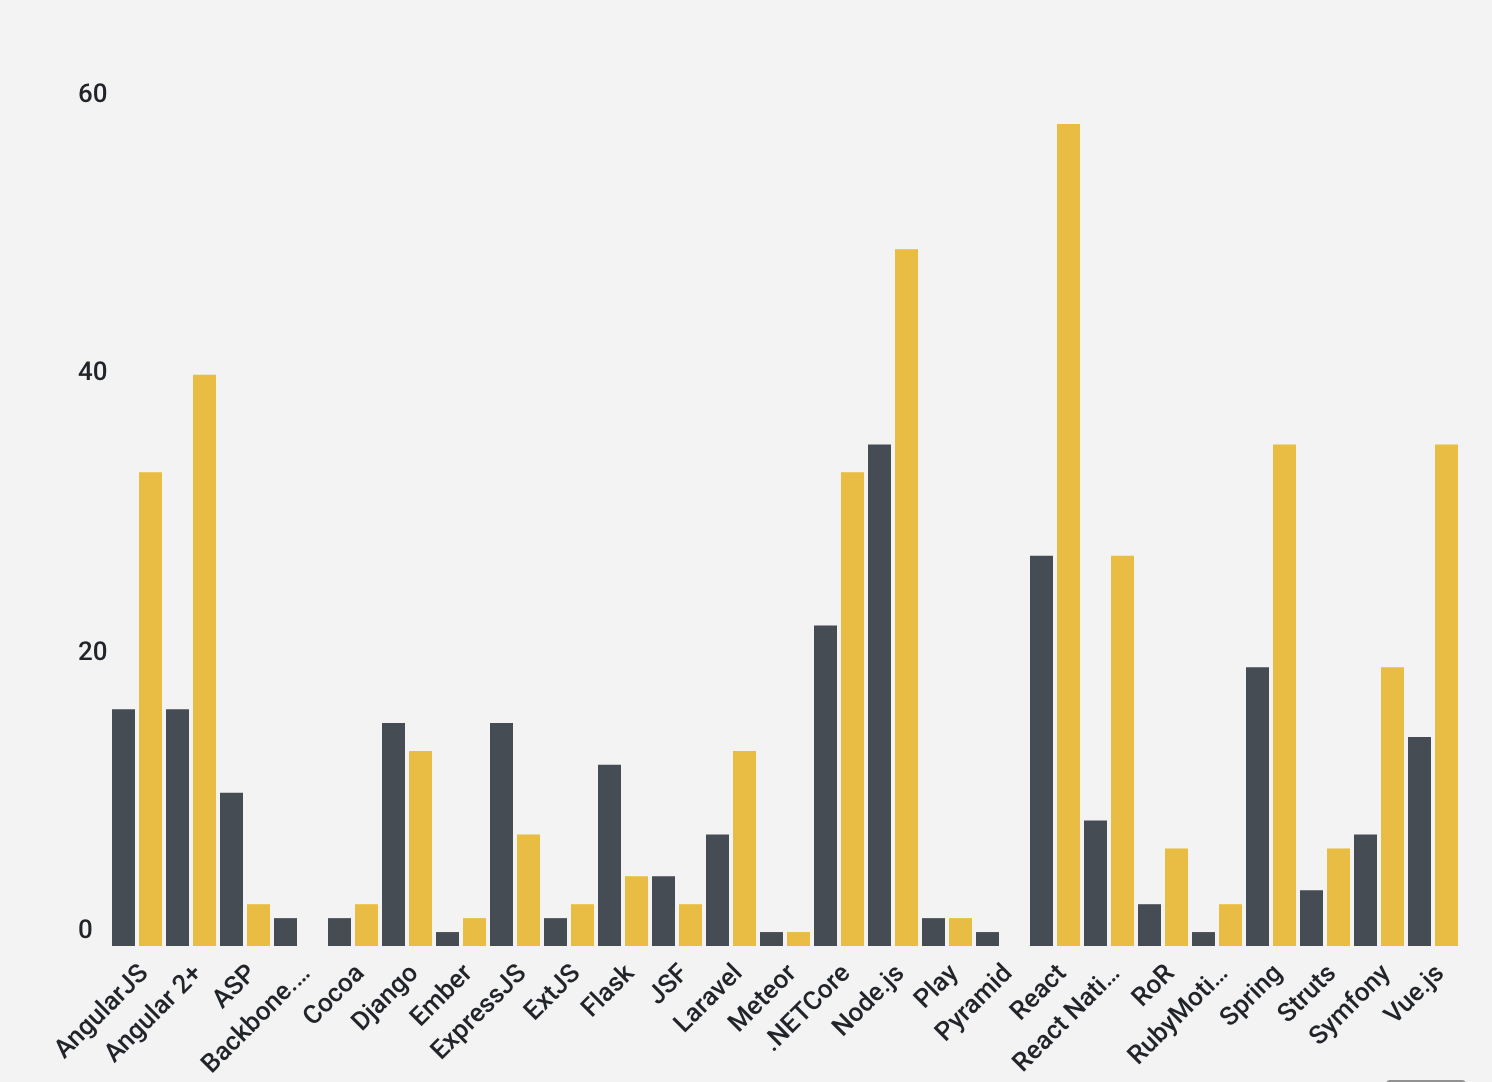 60
40
20
0
AngularJS
Angular 2+
ASP
Backbone....
Cocoa
Django
Ember
ExpressJS
ExtJS
Flask
JSF
Laravel
Meteor
.NETCore
Node.js
Play
Pyramid
React
React Nati...
RoR
RubyMoti...
Spring
Struts
Symfony
Vue.js